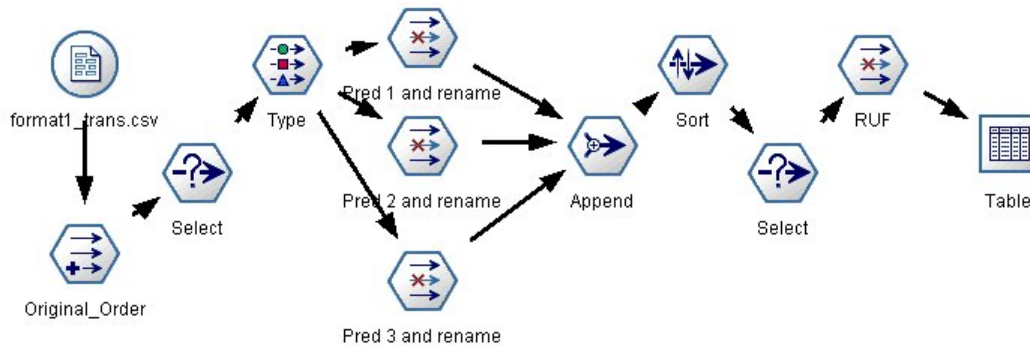 format1_trans.csv
Original_Order
Select
Type
Pred 1 and rename
Pred 2 and rename
Pred 3 and rename
Append
Sort
Select
RUF
Table